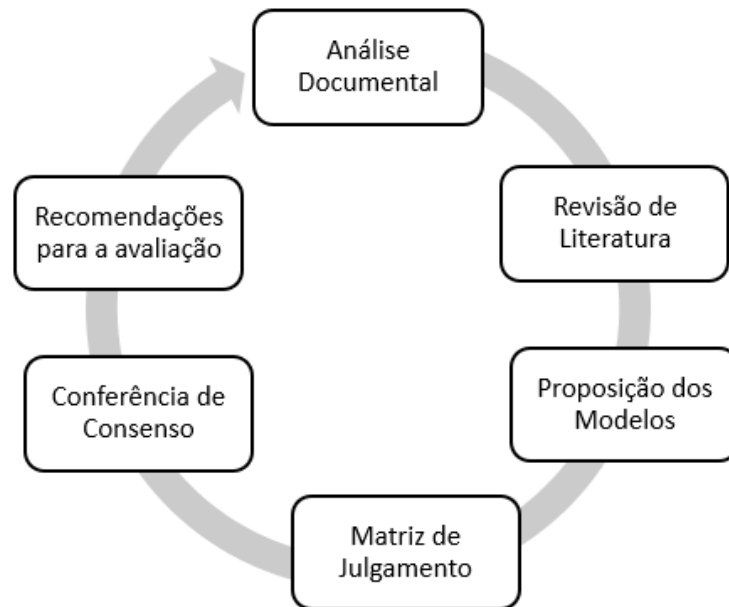 Análise
Documental
Revisão de
Literatura
Proposição dos
Modelos
Matriz de
Julgamento
Conferência de
Consenso
Recomendações
para a avaliação